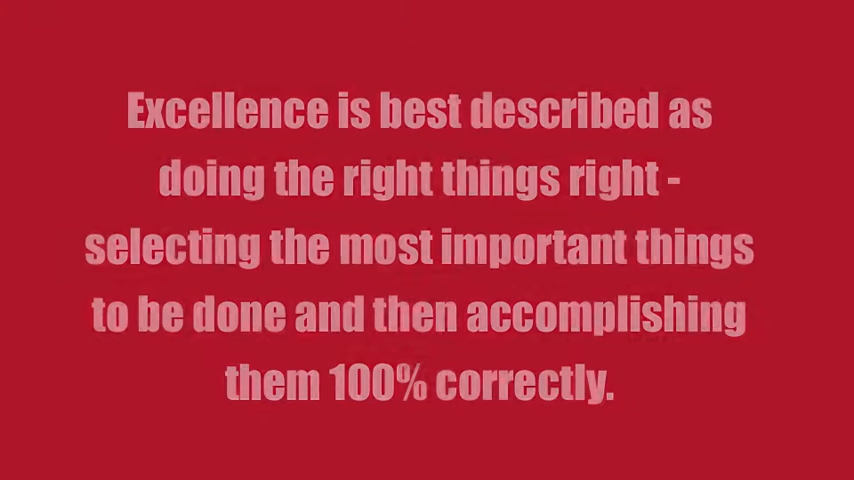 Excellence is best described as
doing the right things right -
selecting the most important things
to be done and then accomplishing
them 100% correctly.